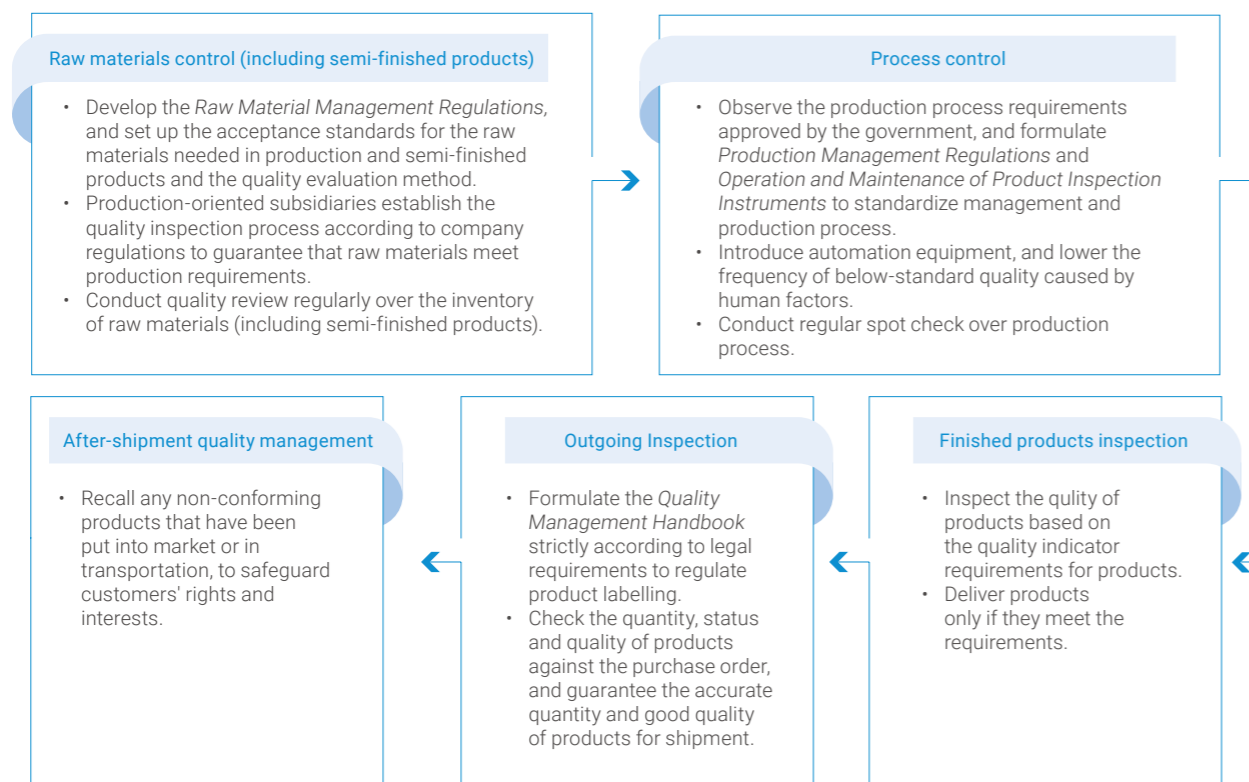 Raw materials control (including semi-finished products)
• Develop the Raw Material Management Regulations,
and set up the acceptance standards for the raw
materials needed in production and semi-finished
products and the quality evaluation method.
• Production-oriented subsidiaries establish the
quality inspection process according to company
regulations to guarantee that raw materials meet
production requirements.
• Conduct quality review regularly over the inventory
of raw materials (including semi-finished products).
Process control
• Observe the production process requirements
approved by the government, and formulate
Production Management Regulations and
Operation and Maintenance of Product Inspection
Instruments to standardize management and
production process.
• Introduce automation equipment, and lower the
frequency of below-standard quality caused by
human factors.
• Conduct regular spot check over production
process.
Finished products inspection
• Inspect the qulity of
products based on
the quality indicator
requirements for products.
• Deliver products
only if they meet the
requirements.
Outgoing Inspection
• Formulate the Quality
Management Handbook
strictly according to legal
requirements to regulate
product labelling.
• Check the quantity, status
and quality of products
against the purchase order,
and guarantee the accurate
quantity and good quality
of products for shipment.
After-shipment quality management
• Recall any non-conforming
products that have been
put into market or in
transportation, to safeguard
customers' rights and
interests.